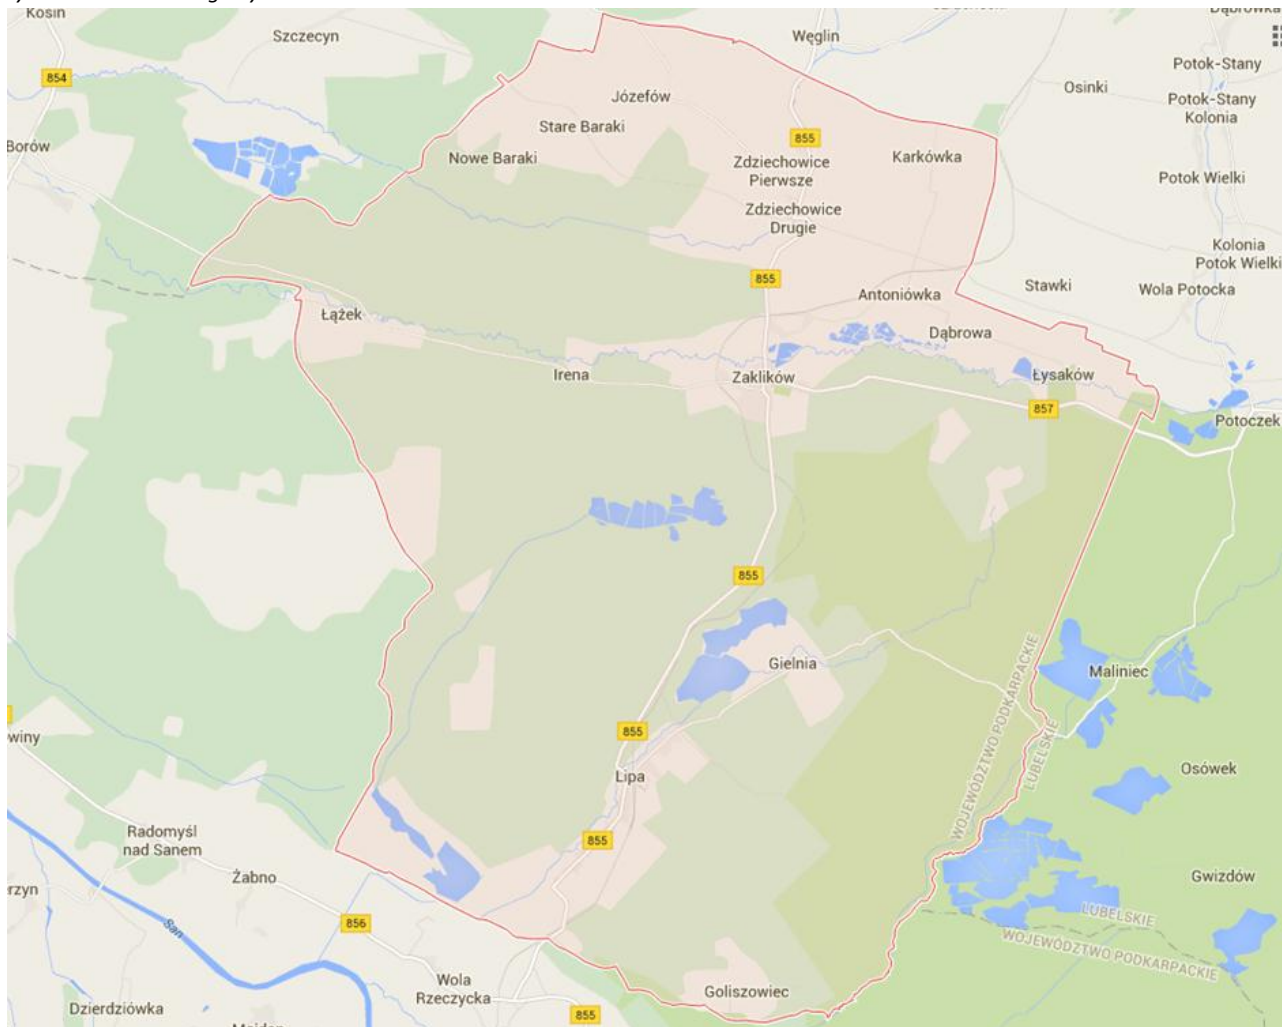 Kosin
Szczecyn
Węglin
Dąbrówka
854
Potok-Stany
Osinki
Józefów
Potok-Stany
Kolonia
Stare Baraki
855
Borów
Nowe Baraki
Zdziechowice
Pierwsze
Karkówka
Potok Wielki
Zdziechowice
Drugie
Kolonia
Potok Wielki
855
Stawki
Wola Potocka
Antoniówka
Łążek
Dąbrowa
Irena
Zaklików
Łysaków
857
Potoczek
855
Gielnia
Maliniec
WOJEWÓDZTWO PODKARPACKIE
LUBELSKIE
855
winy
Lipa
Osówek
Radomyśl
nad Sanem
855
Żabno
Gwizdów
erzyn
San
856
LUBELSKIE
WOJEWÓDZTWO PODKARPACKIE
Wola
Rzeczycka
Goliszowiec
Dzierdziówka
855